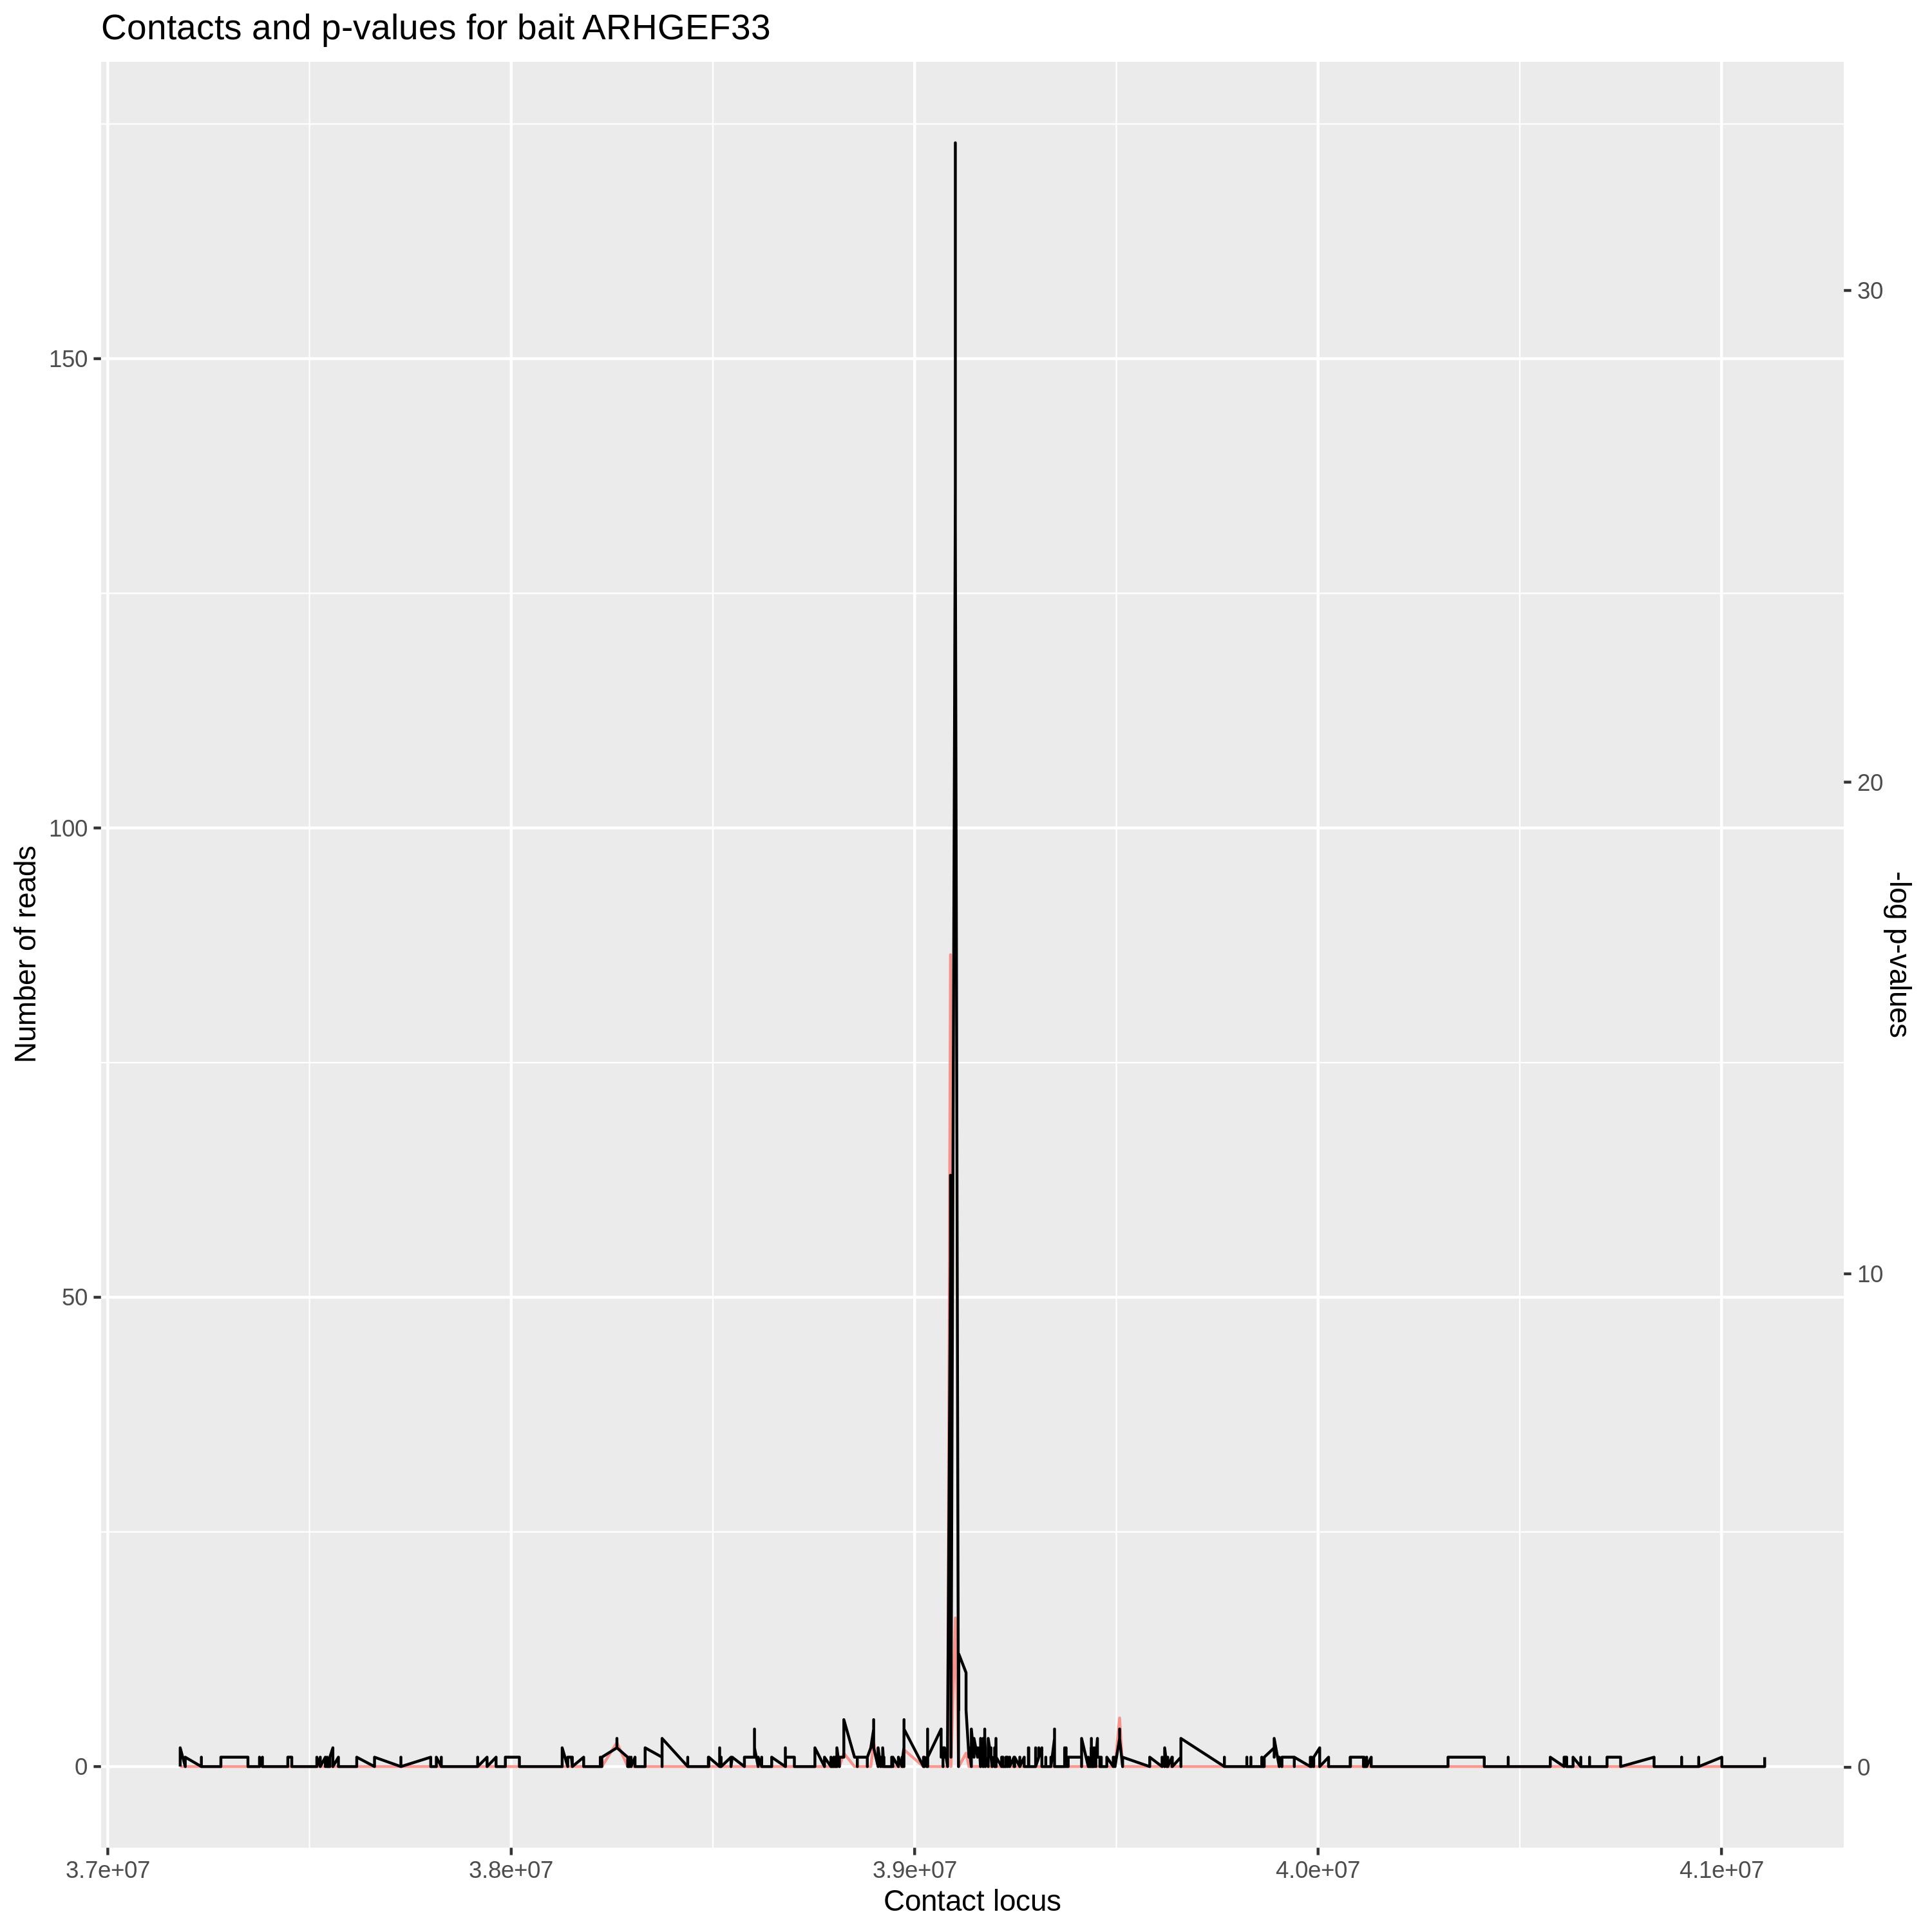 Contacts and p-values for bait ARHGEF33
Number of reads
150
100
50
0
30
20
10
0
-log p-values
3.7e+07 3.8e+07 3.9e+07 4.0e+07 4.1e+07
Contact locus